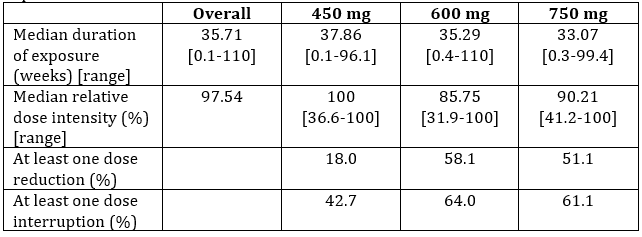 Overall 450 mg 600 mg 750 mg
Median duration 35.71 37.86 35.29 33.07
of exposure [0.1-110] [0.1-96.1] [0.4-110] [0.3-99.4]
(weeks) [range]
Median relative 97.54 100 85.75 90.21
dose intensity (%) [36.6-100] [31.9-100] [41.2-100]
[range]
At least one dose 18.0 58.1 51.1
reduction (%)
At least one dose 42.7 64.0 61.1
interruption (%)